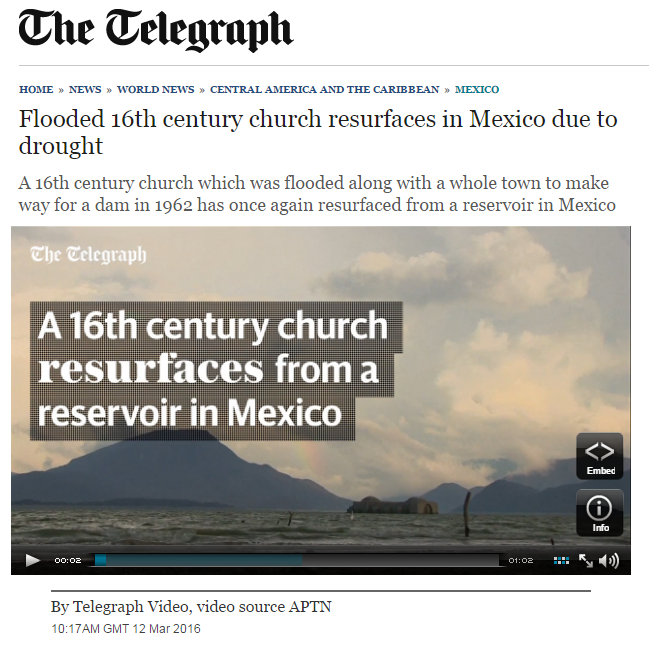 The Telegraph
HOME » NEWS » WORLD NEWS » CENTRAL AMERICA AND THE CARIBBEAN » MEXICO
Flooded 16th century church resurfaces in Mexico due to
drought
A 16th century church which was flooded along with a whole town to make
way for a dam in 1962 has once again resurfaced from a reservoir in Mexico
The Telegraph
A 16th century church
resurfaces from a
reservoir in Mexico
Embed
Info
00:02
01:02
By Telegraph Video, video source APTN
10:17AM GMT 12 Mar 2016